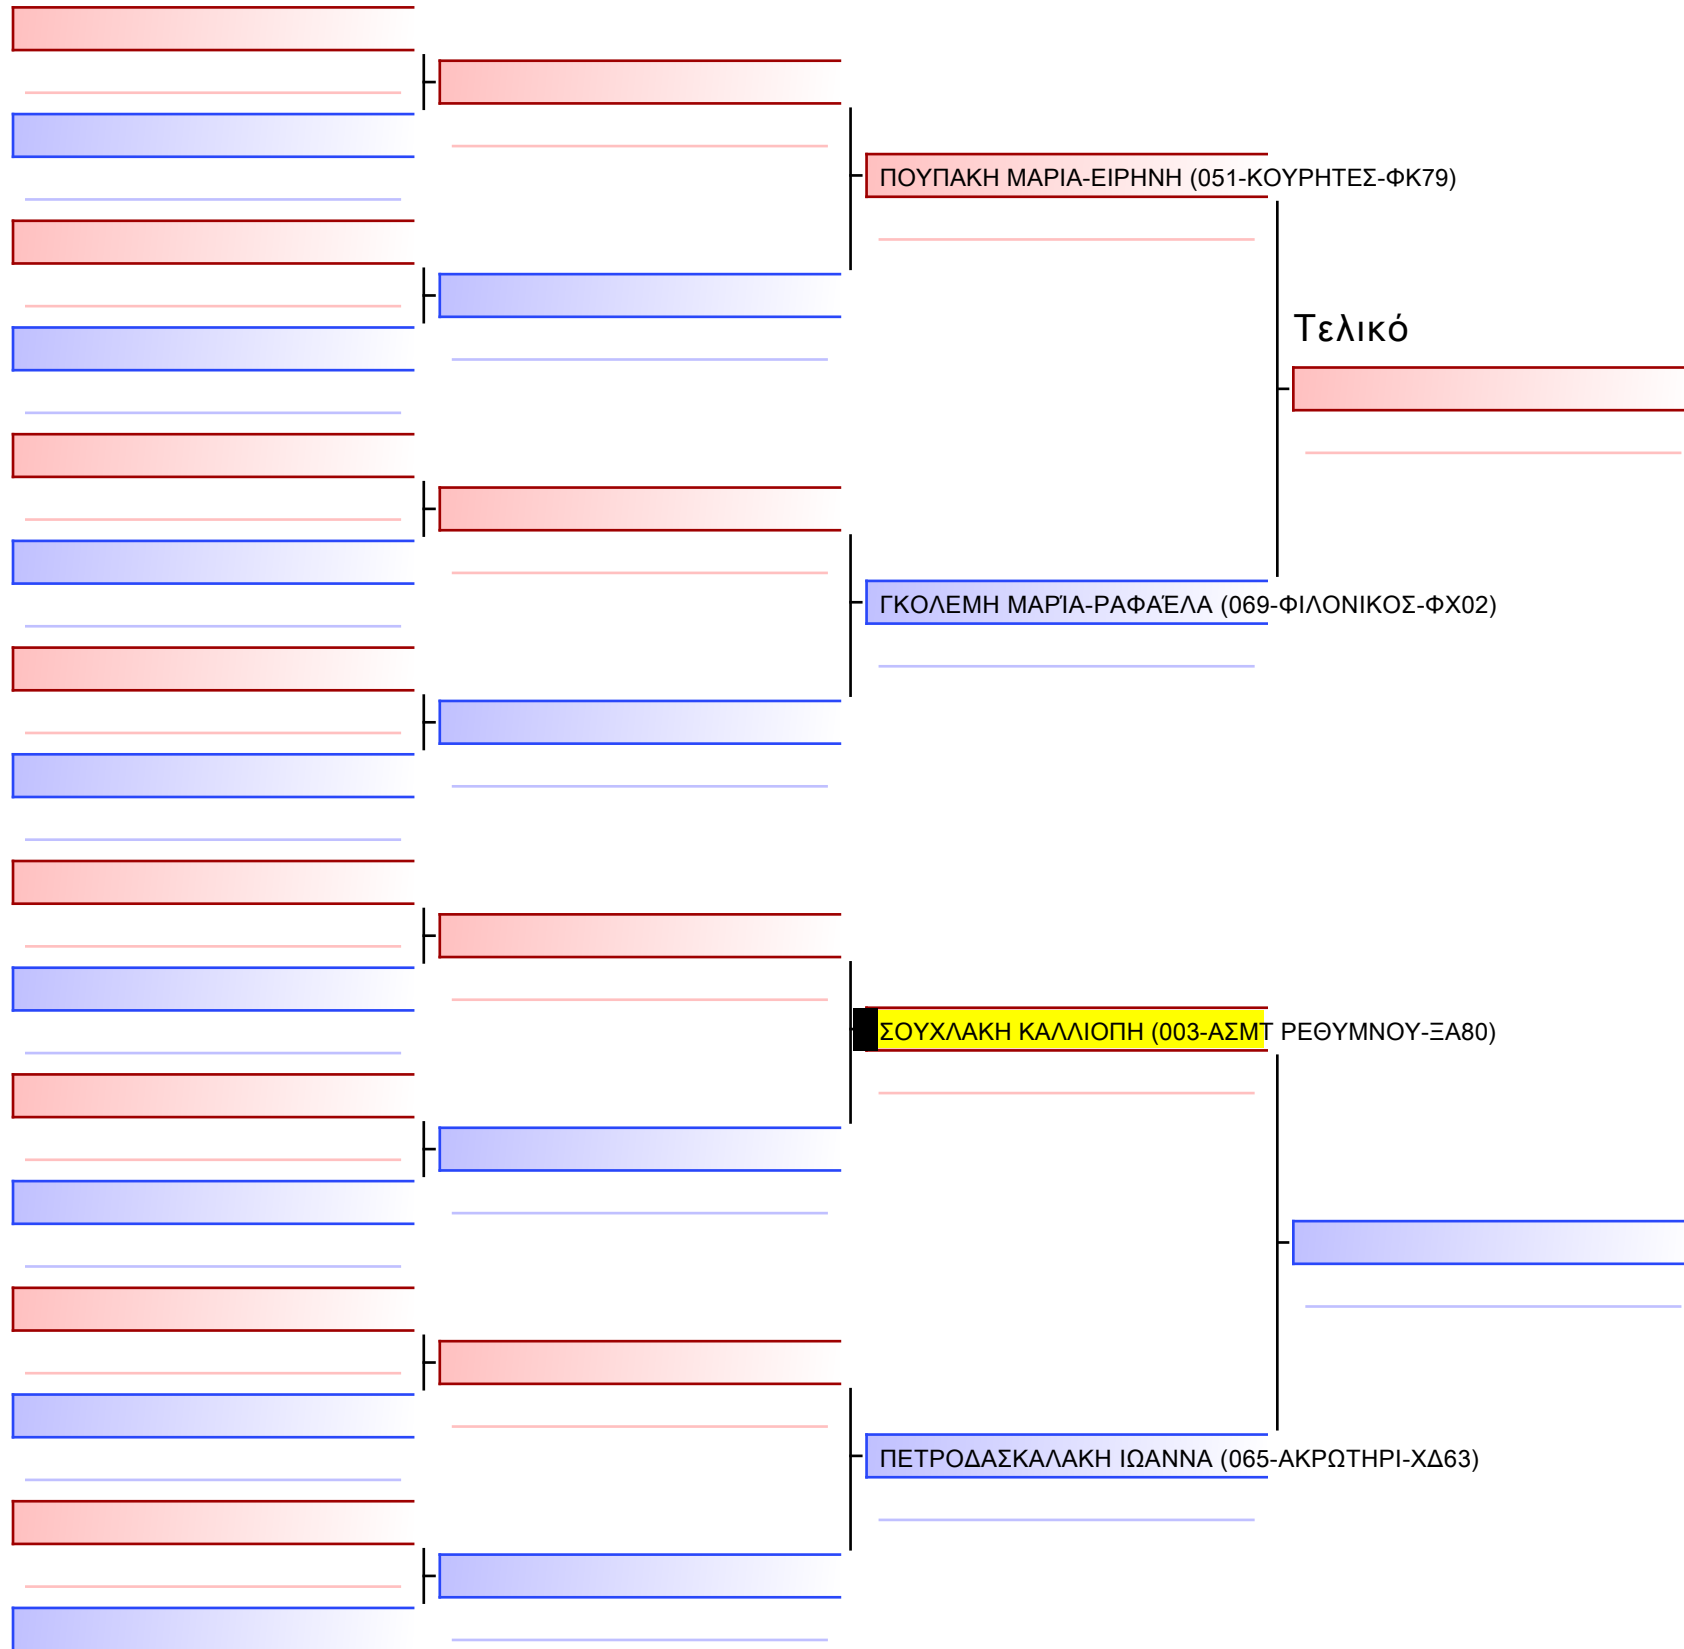 ΠΟΥΠΑΚΗ ΜΑΡΙΑ-ΕΙΡΗΝΗ (051-ΚΟΥΡΗΤΕΣ-ΦΚ79)
Τελικό
ΓΚΟΛΕΜΗ ΜΑΡΊΑ-ΡΑΦΑΈΛΑ (069-ΦΙΛΟΝΙΚΟΣ-ΦΧ02)
ΣΟΥΧΛΑΚΗ ΚΑΛΛΙΟΠΗ (003-ΑΣΜΤ ΡΕΘΥΜΝΟΥ-ΞΑ80)
ΠΕΤΡΟΔΑΣΚΑΛΑΚΗ ΙΩΑΝΝΑ (065-ΑΚΡΩΤΗΡΙ-ΧΔ63)